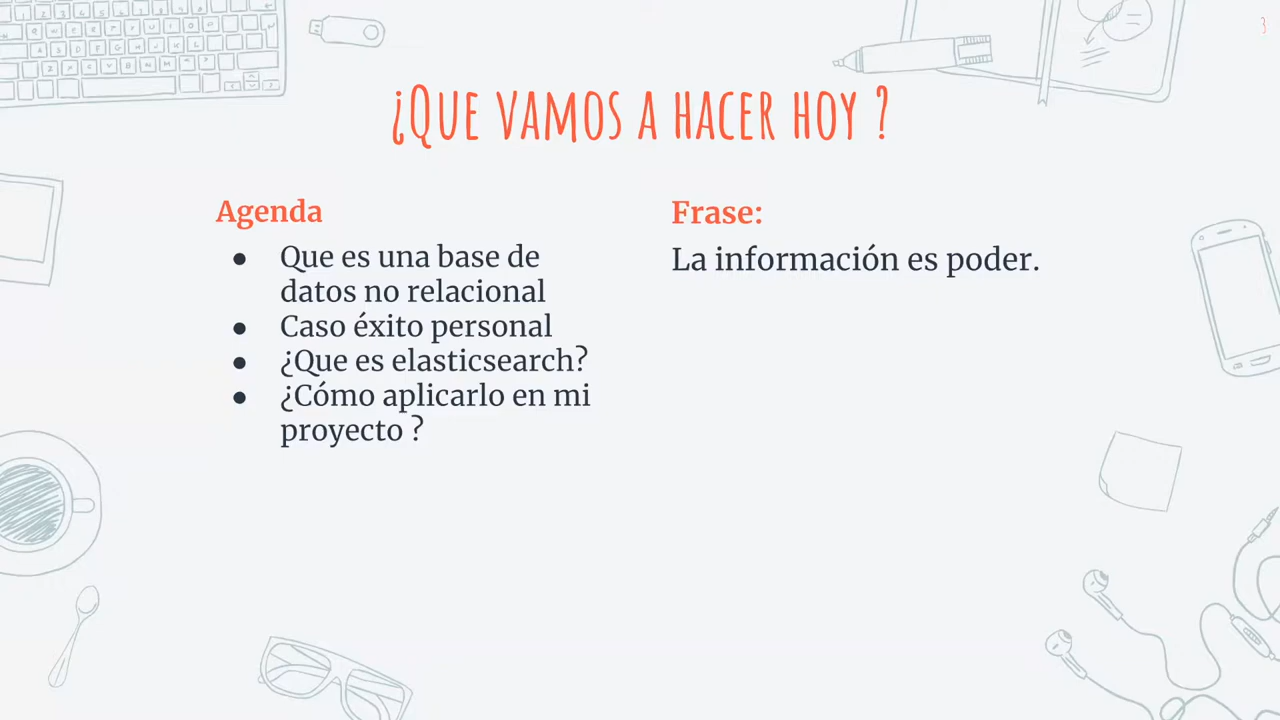 3
¿Que vamos a hacer hoy ?
Agenda
● Que es una base de
datos no relacional
● Caso éxito personal
● ¿Que es elasticsearch?
● ¿Cómo aplicarlo en mi
proyecto ?
Frase:
La información es poder.